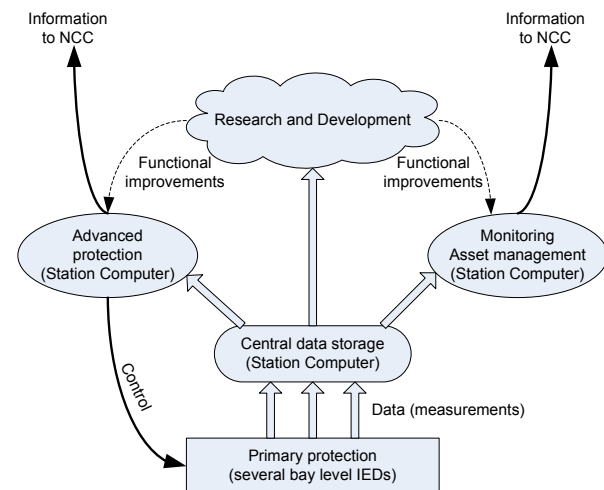 Information
to NCC
Information
to NCC
Research and Development
Functional
improvements
Functional
improvements
Advanced
protection
(Station Computer)
Monitoring
Asset management
(Station Computer)
Central data storage
(Station Computer)
Control
Data (measurements)
Primary protection
(several bay level IEDs)